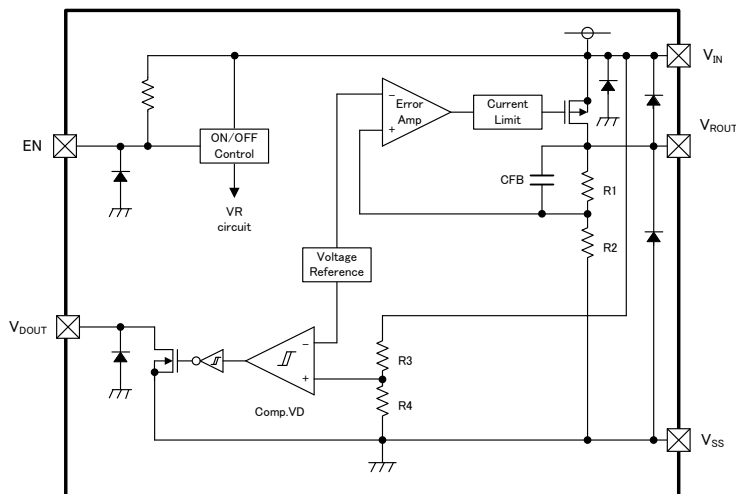 V_IN
Error
Amp
Current
Limit
−
+
V_ROUT
EN
ON/OFF
Control
VR
circuit
CFB
R1
R2
Voltage
Reference
V_DOUT
−
+
Comp.VD
R3
R4
V_SS